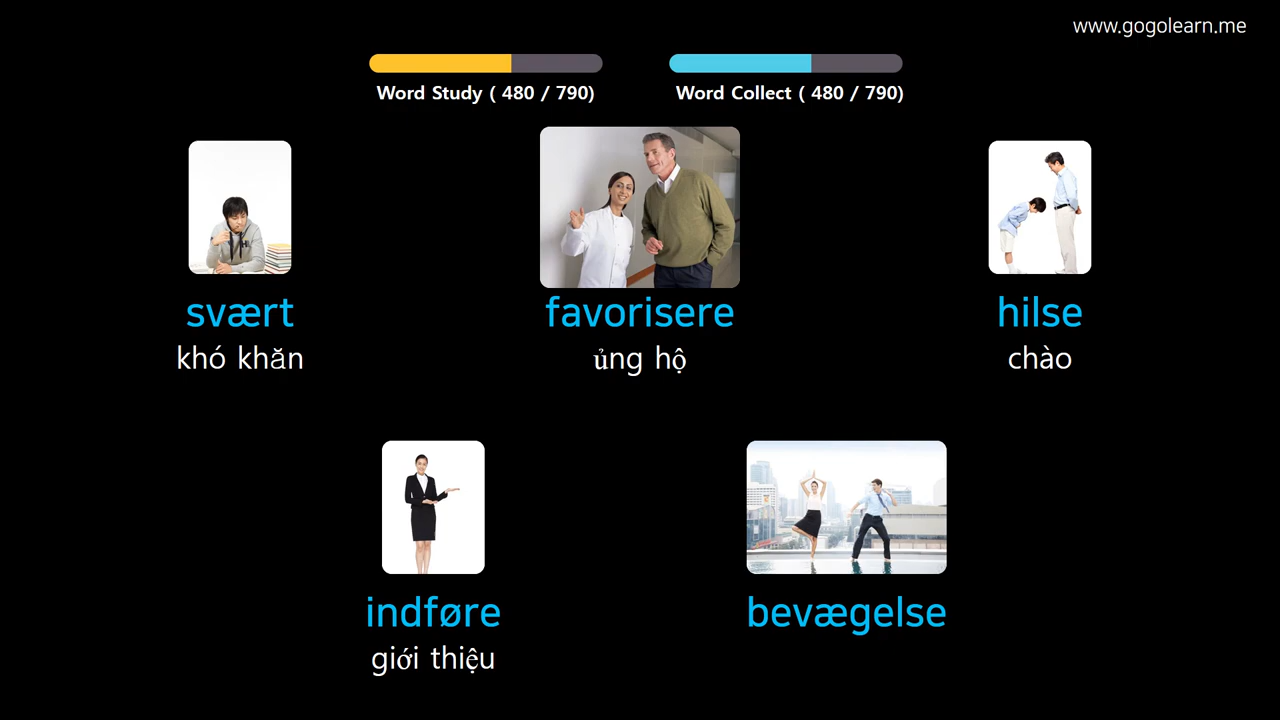 www.gogolearn.me
Word Study ( 480 / 790)
Word Collect ( 480 / 790)
svært
khó khăn
favorisere
ủng hộ
hilse
chào
indføre
giới thiệu
bevægelse